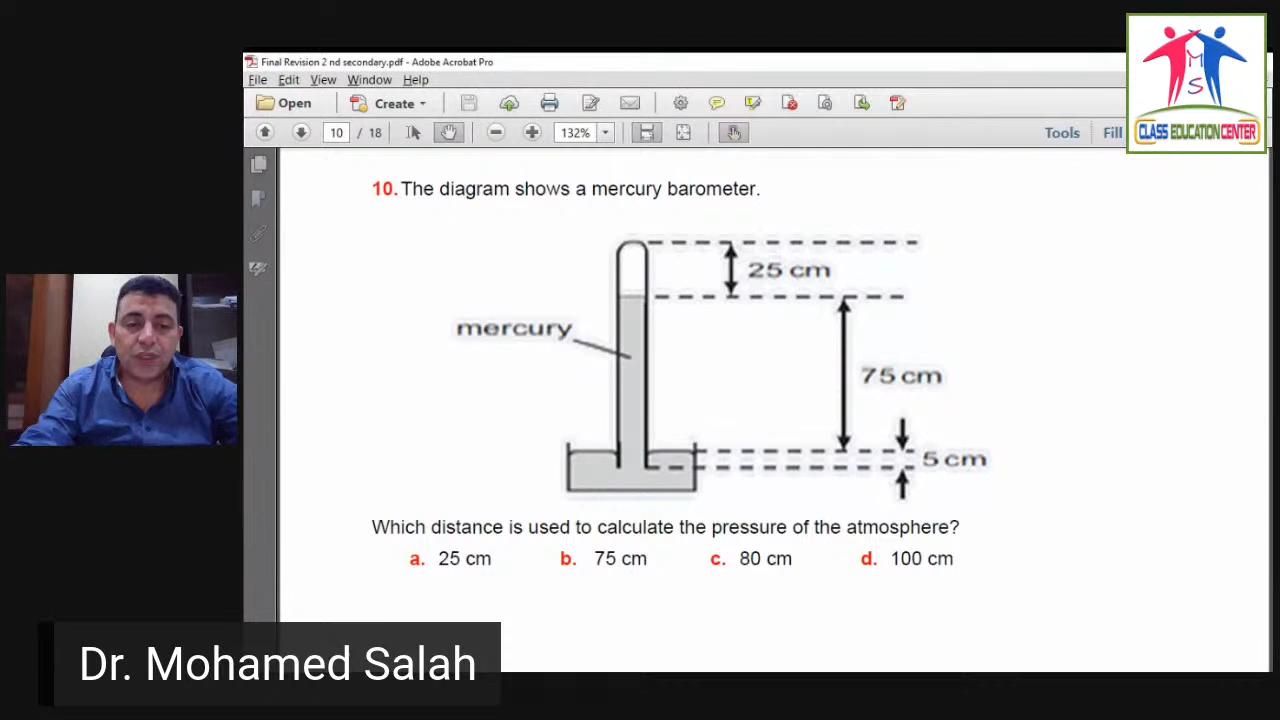 Final Revision 2 nd secondary.pdf - Adobe Acrobat Pro
File Edit View Window Help
Open Create
10 / 18 132% Tools Fill
M
S
CLASS EDUCATION CENTER
10. The diagram shows a mercury barometer.
25 cm
mercury
75 cm
5 cm
Which distance is used to calculate the pressure of the atmosphere?
a. 25 cm b. 75 cm c. 80 cm d. 100 cm
Dr. Mohamed Salah